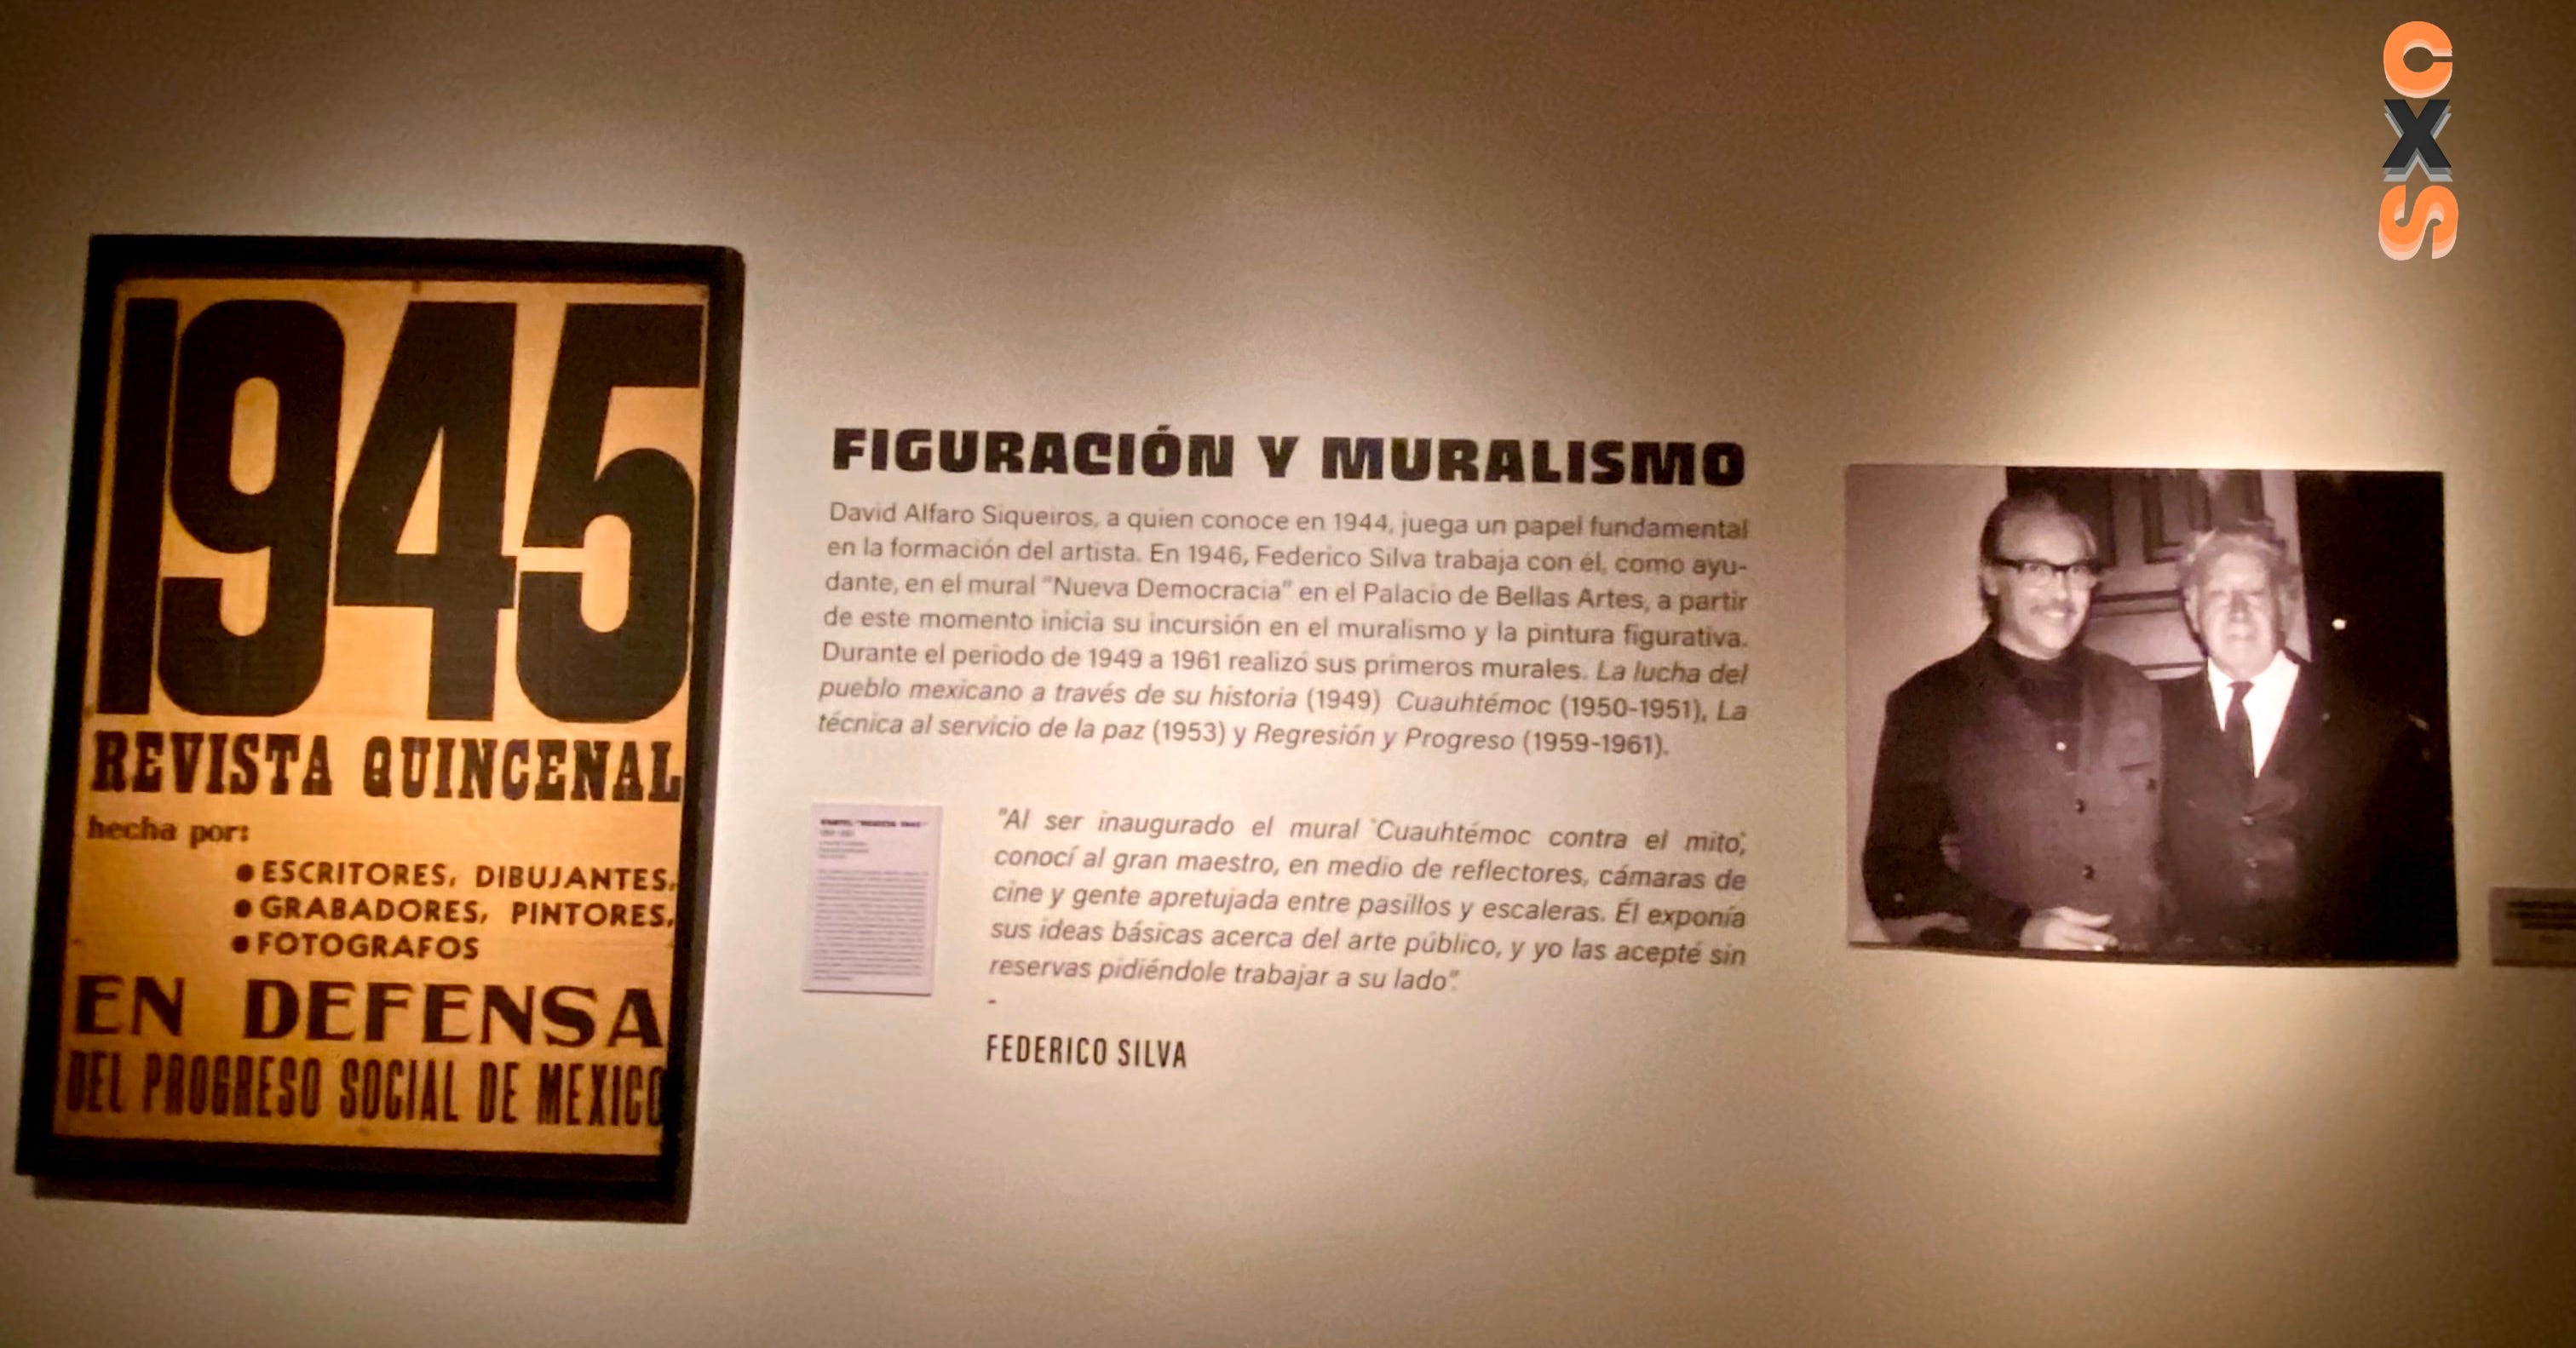 CXS
1945
REVISTA QUINCENAL
hecha por:
● ESCRITORES, DIBUJANTES,
● GRABADORES, PINTORES,
● FOTOGRAFOS
EN DEFENSA
DEL PROGRESO SOCIAL DE MEXICO
FIGURACIÓN Y MURALISMO
David Alfaro Siqueiros, a quien conoce en 1944, juega un papel fundamental
en la formación del artista. En 1946, Federico Silva trabaja con él, como ayu-
dante, en el mural "Nueva Democracia" en el Palacio de Bellas Artes, a partir
de este momento inicia su incursión en el muralismo y la pintura figurativa.
Durante el periodo de 1949 a 1961 realizó sus primeros murales. La lucha del
pueblo mexicano a través de su historia (1949) Cuauhtémoc (1950-1951), La
técnica al servicio de la paz (1953) y Regresión y Progreso (1959-1961).
"Al ser inaugurado el mural 'Cuauhtémoc contra el mito',
conocí al gran maestro, en medio de reflectores, cámaras de
cine y gente apretujada entre pasillos y escaleras. Él exponía
sus ideas básicas acerca del arte público, y yo las acepté sin
reservas pidiéndole trabajar a su lado".
-
FEDERICO SILVA